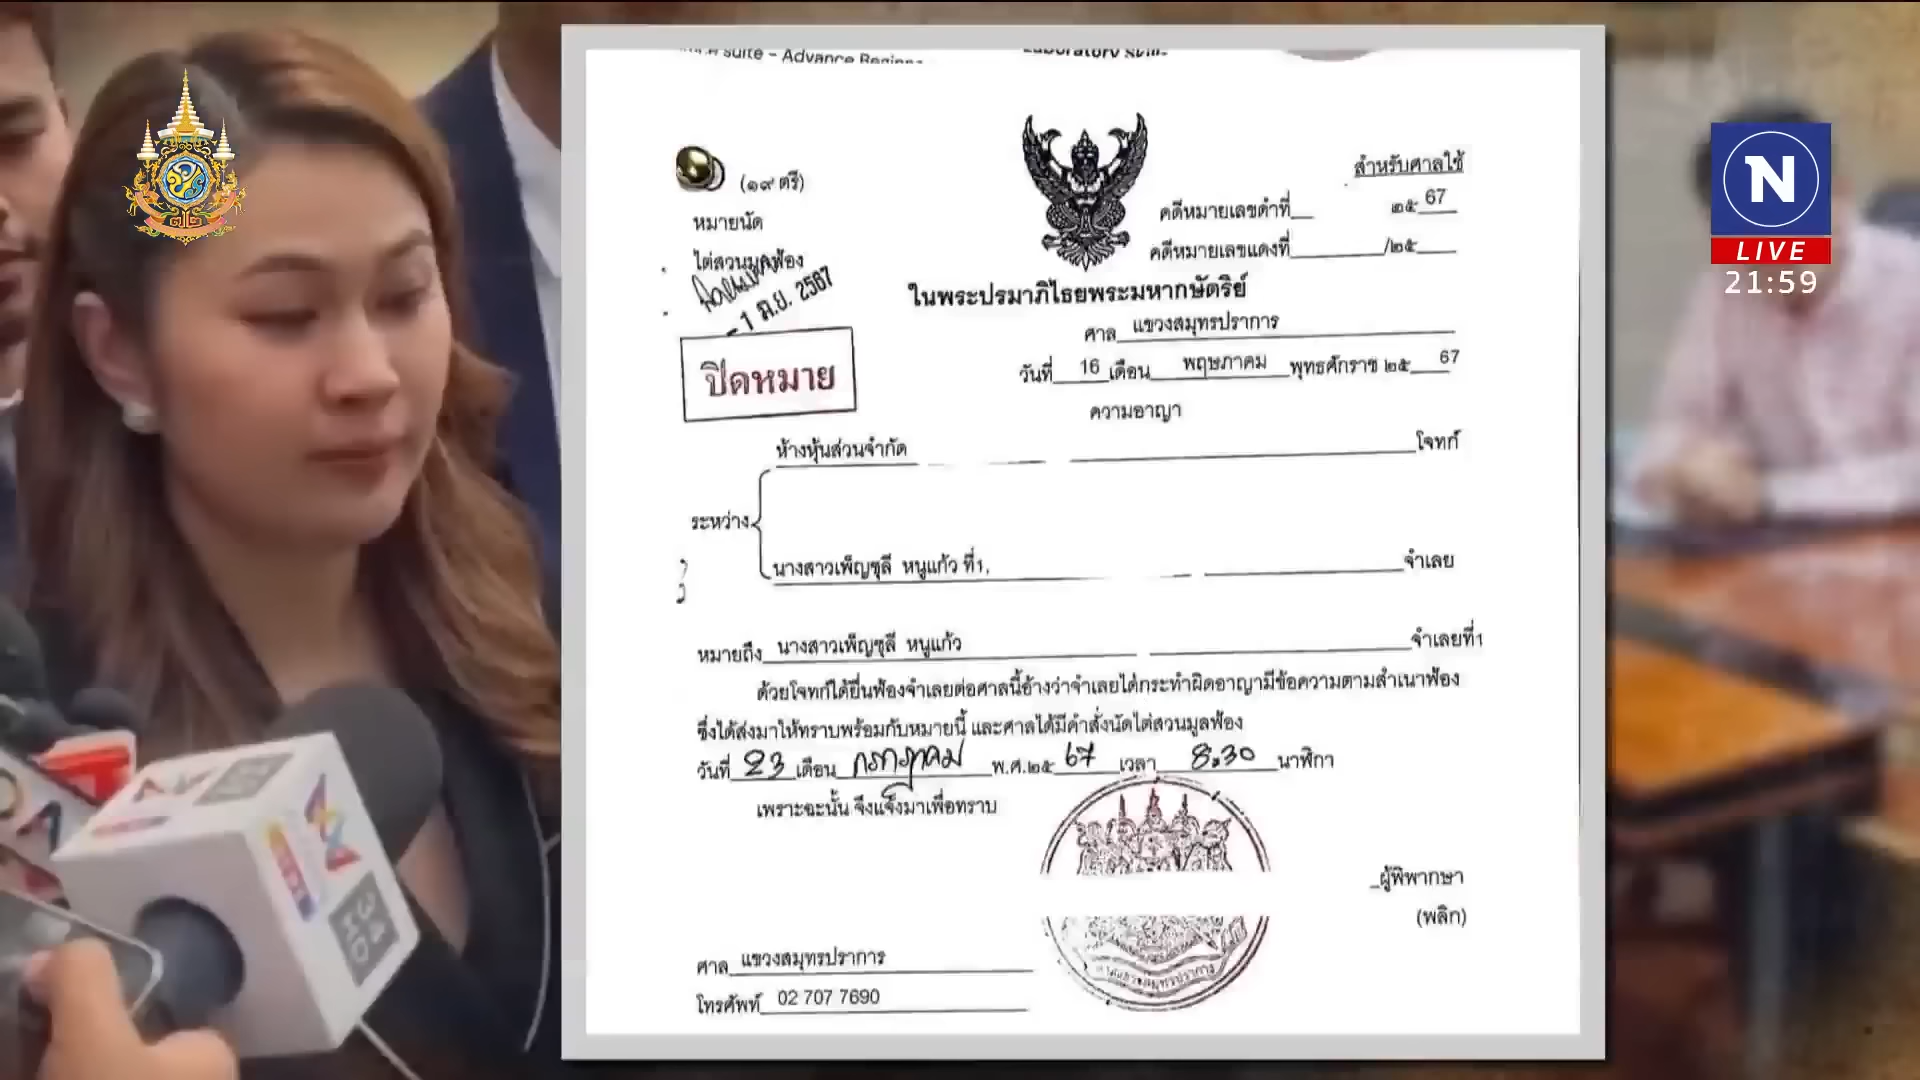 Suite – Advance
Laboratory
(๑๙ ตรี)
สำหรับศาลใช้
หมายนัด
คดีหมายเลขดำที่ ๒๕67
ไต่สวนมูลฟ้อง
คดีหมายเลขแดงที่ /๒๕
-1 ต.ย. 2567
ในพระปรมาภิไธยพระมหากษัตริย์
ปิดหมาย
ศาล แขวงสมุทรปราการ
วันที่ 16 เดือน พฤษภาคม พุทธศักราช ๒๕67
ความอาญา
ห้างหุ้นส่วนจำกัด โจทก์
ระหว่าง
นางสาวเพ็ญชุลี หนูแก้ว ที่1, จำเลย
หมายถึง นางสาวเพ็ญชุลี หนูแก้ว จำเลยที่1
ด้วยโจทก์ได้ยื่นฟ้องจำเลยต่อศาลนี้อ้างว่าจำเลยได้กระทำผิดอาญามีข้อความตามสำเนาฟ้อง
ซึ่งได้ส่งมาให้ทราบพร้อมกับหมายนี้ และศาลได้มีคำสั่งนัดไต่สวนมูลฟ้อง
วันที่ 23 เดือน กรกฎาคม พ.ศ.๒๕67 เวลา 8.30 นาฬิกา
เพราะฉะนั้น จึงแจ้งมาเพื่อทราบ
ผู้พิพากษา
(พลิก)
ศาล แขวงสมุทรปราการ
โทรศัพท์ 02 707 7690
N
LIVE
21:59